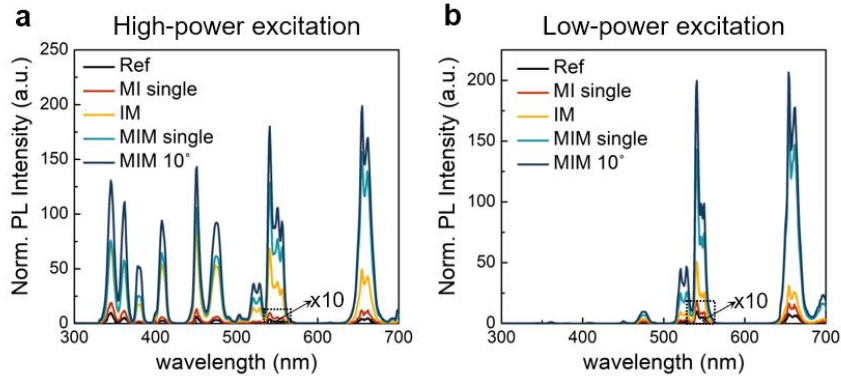 a High-power excitation
Norm. PL Intensity (a.u.)
250
200
150
100
50
0
Ref
MI single
IM
MIM single
MIM 10˚
x10
300 400 500 600 700
wavelength (nm)
b Low-power excitation
Norm. PL Intensity (a.u.)
200
150
100
50
0
Ref
MI single
IM
MIM single
MIM 10˚
x10
300 400 500 600 700
wavelength (nm)